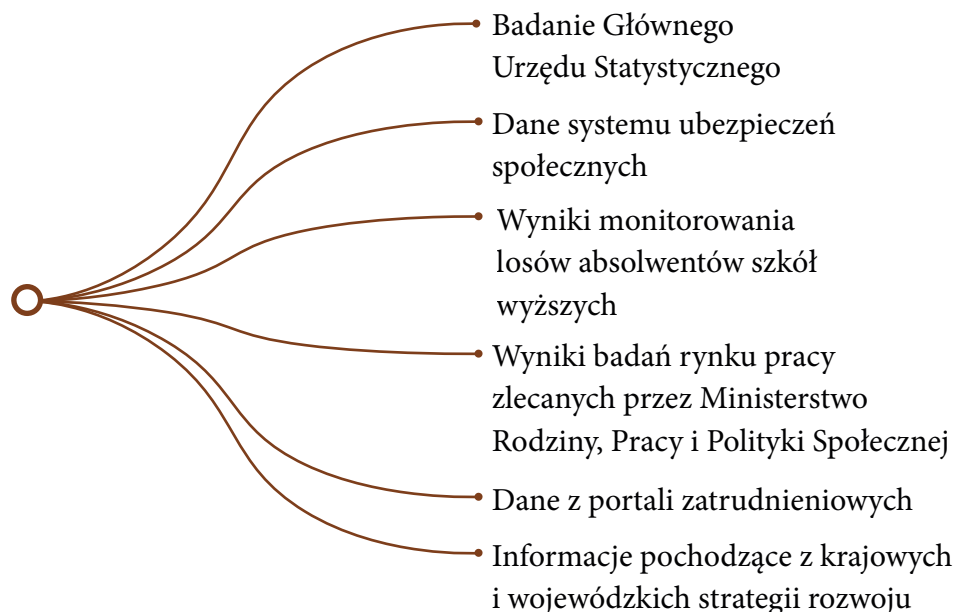 Badanie Głównego
Urzędu Statystycznego
Dane systemu ubezpieczeń
społecznych
Wyniki monitorowania
losów absolwentów szkół
wyższych
Wyniki badań rynku pracy
zlecanych przez Ministerstwo
Rodziny, Pracy i Polityki Społecznej
Dane z portali zatrudnieniowych
Informacje pochodzące z krajowych
i wojewódzkich strategii rozwoju